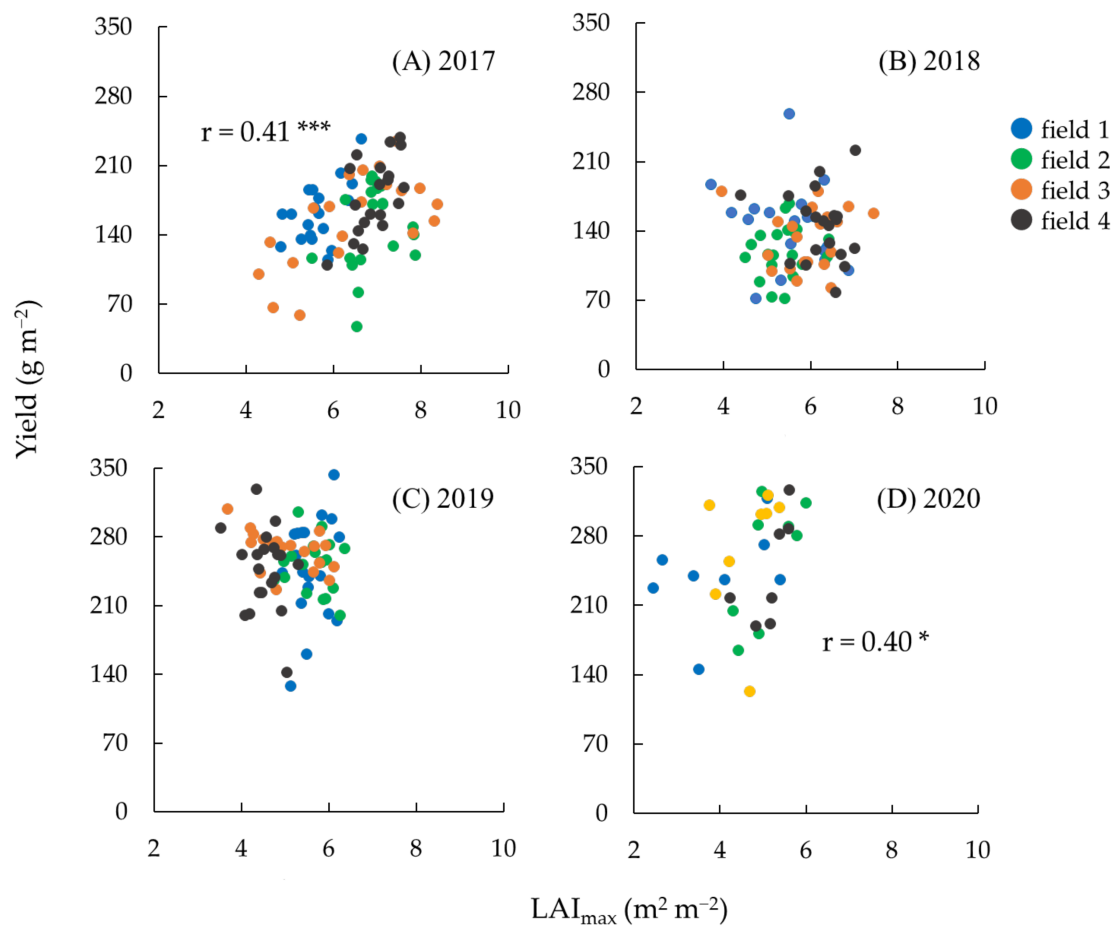 350
280
210
140
70
0
2 4 6 8 10
(A) 2017
r = 0.41 ***
350
280
210
140
70
0
2 4 6 8 10
(B) 2018
field 1
field 2
field 3
field 4
Yield (g m⁻²)
350
280
210
140
70
0
2 4 6 8 10
(C) 2019
350
280
210
140
70
0
2 4 6 8 10
(D) 2020
r = 0.40 *
LAImax (m² m⁻²)